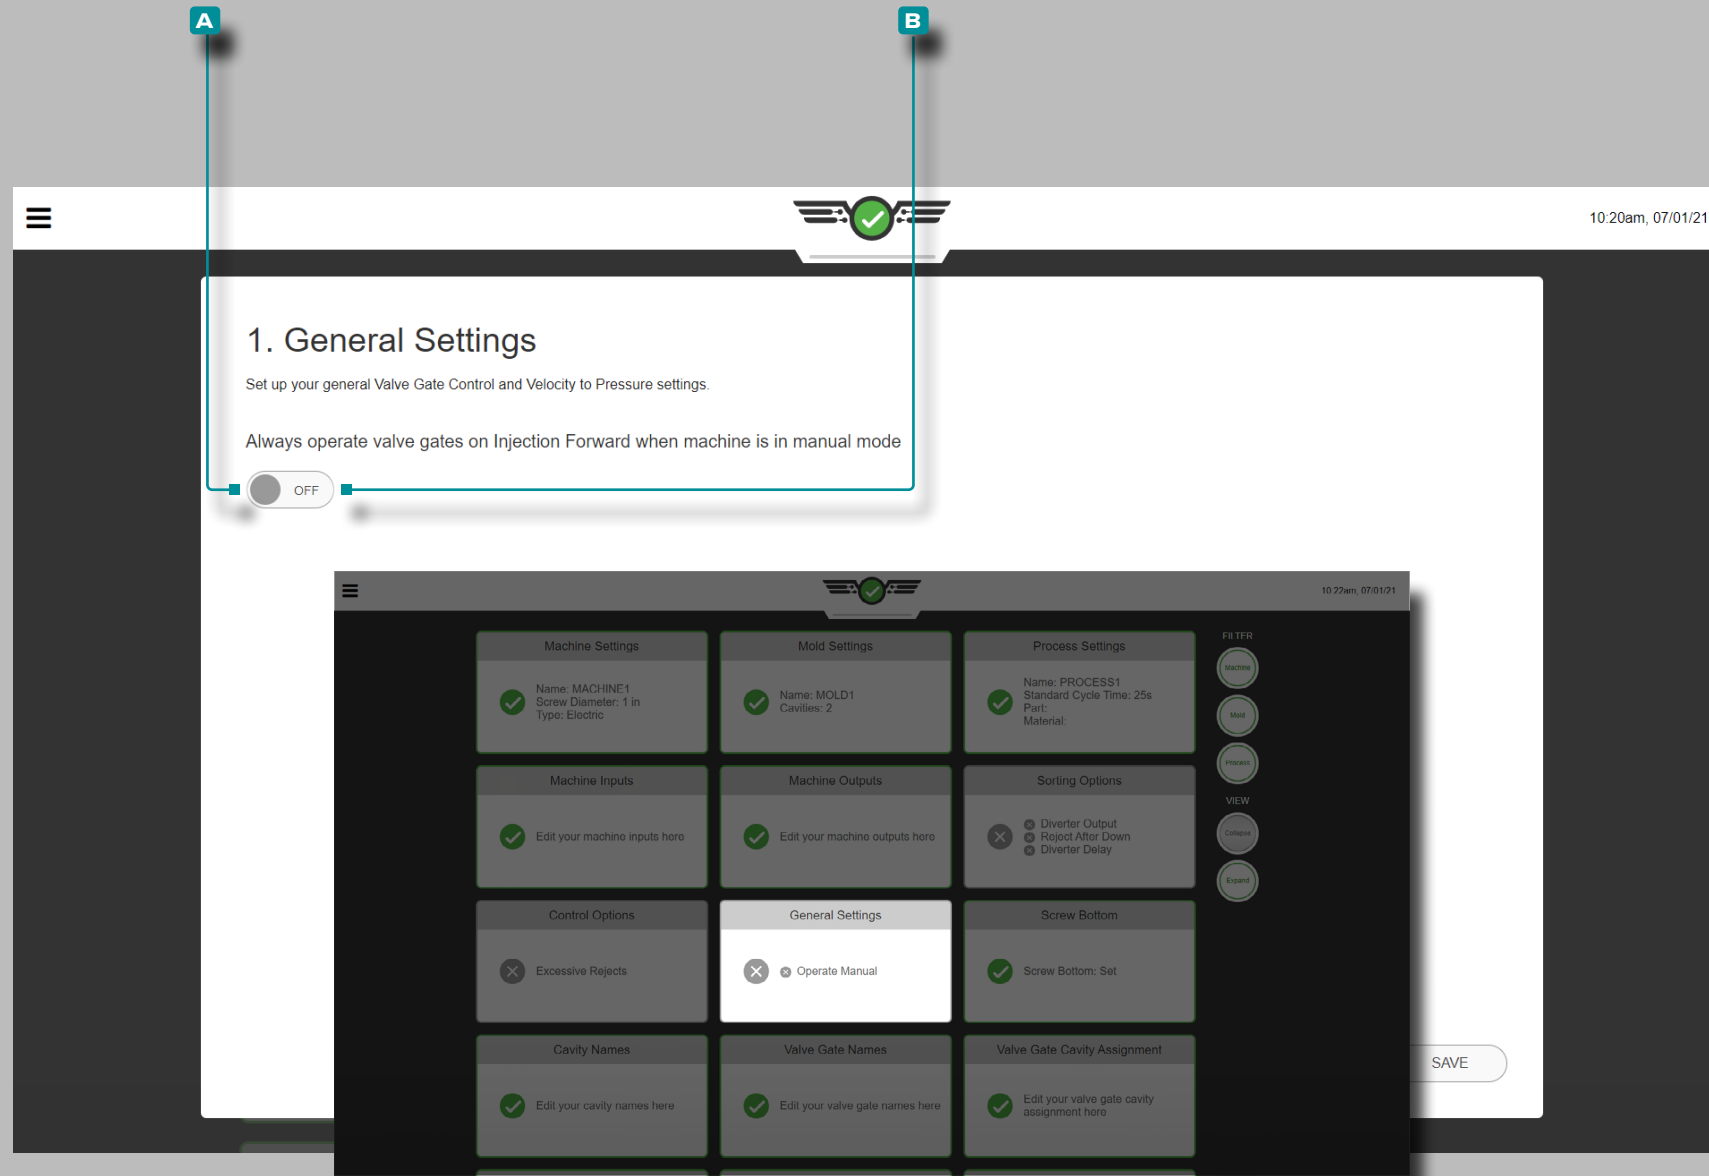 A
B
10:20am, 07/01/21
1. General Settings
Set up your general Valve Gate Control and Velocity to Pressure settings.
Always operate valve gates on Injection Forward when machine is in manual mode
OFF
10:22am, 07/01/21
Machine Settings
Name: MACHINE1
Screw Diameter: 1 in
Type: Electric
Mold Settings
Name: MOLD1
Cavities: 2
Process Settings
Name: PROCESS1
Standard Cycle Time: 25s
Part:
Material:
FILTER
Machine
Mold
Process
VIEW
Collapse
Expand
Machine Inputs
Edit your machine inputs here
Machine Outputs
Edit your machine outputs here
Sorting Options
Diverter Output
Reject After Down
Diverter Delay
Control Options
Excessive Rejects
General Settings
Operate Manual
Screw Bottom
Screw Bottom: Set
Cavity Names
Edit your cavity names here
Valve Gate Names
Edit your valve gate names here
Valve Gate Cavity Assignment
Edit your valve gate cavity
assignment here
SAVE